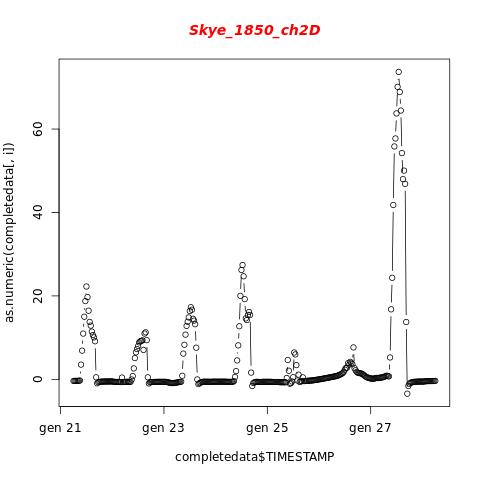 Skye_1850_ch2D
as.numeric(completedata[, i])
60
40
20
0
gen 21
gen 23
gen 25
gen 27
completedata$TIMESTAMP